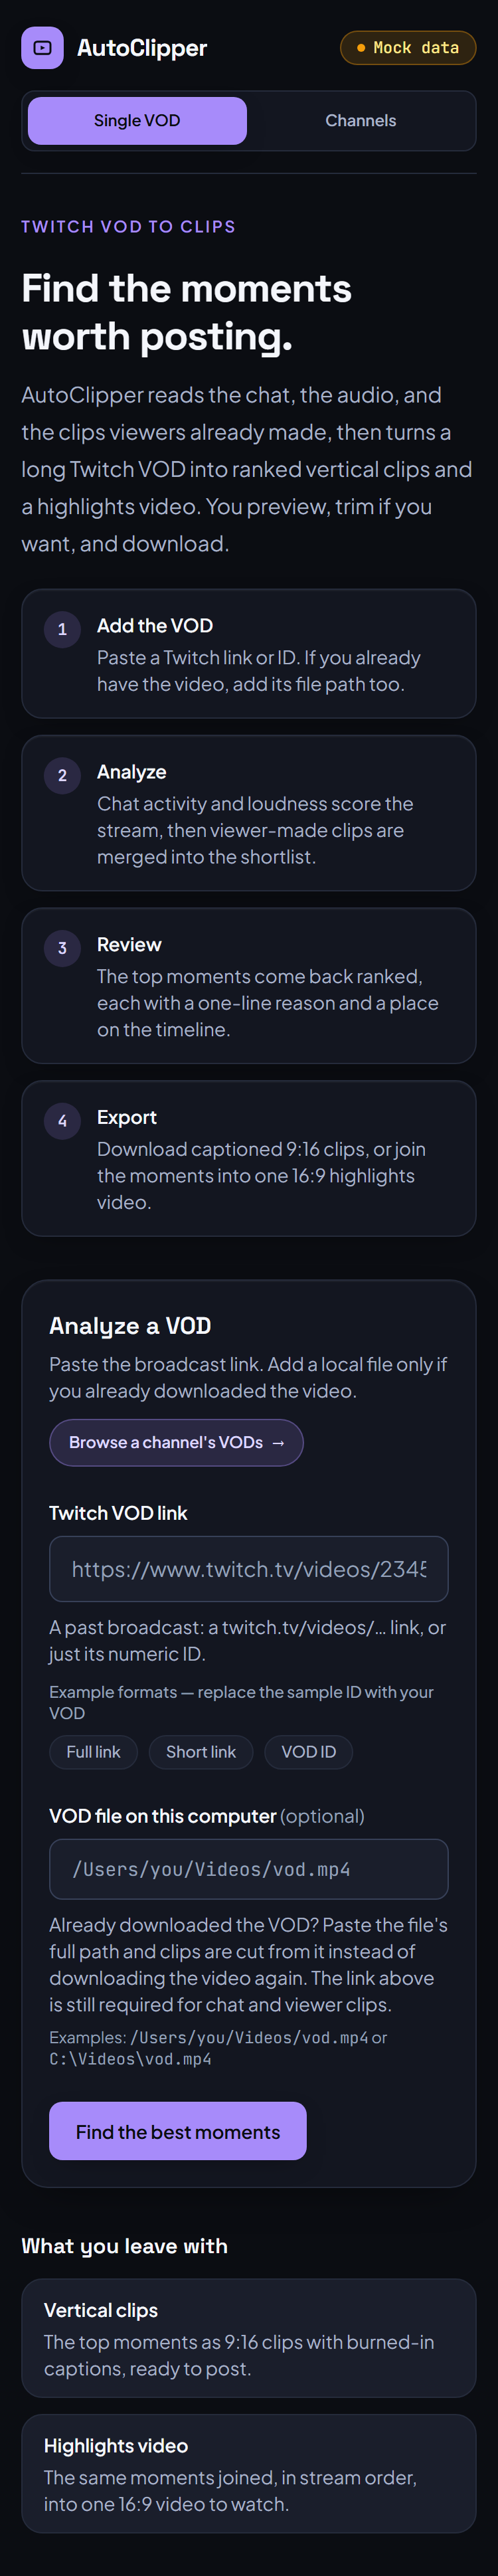 AutoClipper
Mock data
Single VOD
Channels
TWITCH VOD TO CLIPS
Find the moments
worth posting.
AutoClipper reads the chat, the audio, and
the clips viewers already made, then turns a
long Twitch VOD into ranked vertical clips and
a highlights video. You preview, trim if you
want, and download.
1
Add the VOD
Paste a Twitch link or ID. If you already
have the video, add its file path too.
2
Analyze
Chat activity and loudness score the
stream, then viewer-made clips are
merged into the shortlist.
3
Review
The top moments come back ranked,
each with a one-line reason and a place
on the timeline.
4
Export
Download captioned 9:16 clips, or join
the moments into one 16:9 highlights
video.
Analyze a VOD
Paste the broadcast link. Add a local file only if
you already downloaded the video.
Browse a channel's VODs →
Twitch VOD link
https://www.twitch.tv/videos/2345
A past broadcast: a twitch.tv/videos/… link, or
just its numeric ID.
Example formats — replace the sample ID with your
VOD
Full link
Short link
VOD ID
VOD file on this computer (optional)
/Users/you/Videos/vod.mp4
Already downloaded the VOD? Paste the file's
full path and clips are cut from it instead of
downloading the video again. The link above
is still required for chat and viewer clips.
Examples: /Users/you/Videos/vod.mp4 or
C:\Videos\vod.mp4
Find the best moments
What you leave with
Vertical clips
The top moments as 9:16 clips with burned-in
captions, ready to post.
Highlights video
The same moments joined, in stream order,
into one 16:9 video to watch.